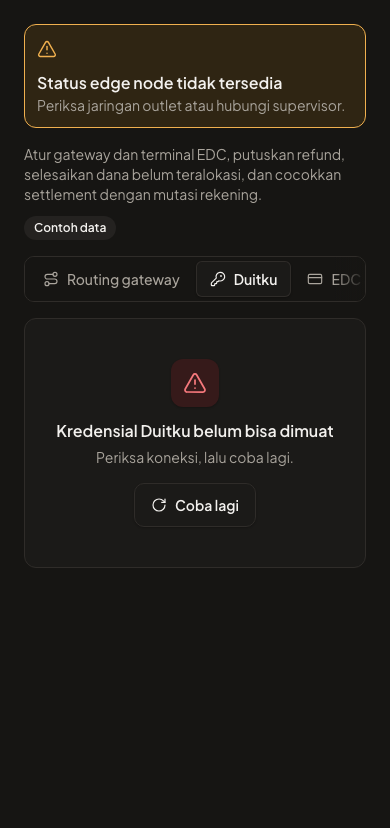 Status edge node tidak tersedia
Periksa jaringan outlet atau hubungi supervisor.
Atur gateway dan terminal EDC, putuskan refund,
selesaikan dana belum teralokasi, dan cocokkan
settlement dengan mutasi rekening.
Contoh data
Routing gateway
Duitku
EDC
Kredensial Duitku belum bisa dimuat
Periksa koneksi, lalu coba lagi.
Coba lagi